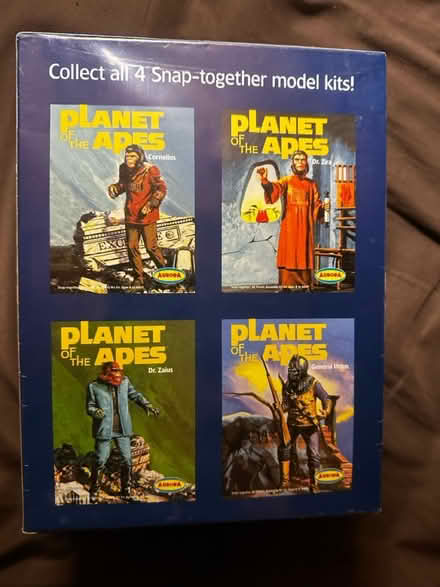 Collect all 4 Snap-together model kits!
PLANET
OF THE APES
Cornelius
AURORA
PLANET
OF THE APES
Dr. Zira
AURORA
PLANET
OF THE APES
Dr. Zaius
AURORA
PLANET
OF THE APES
General Ursus
AURORA